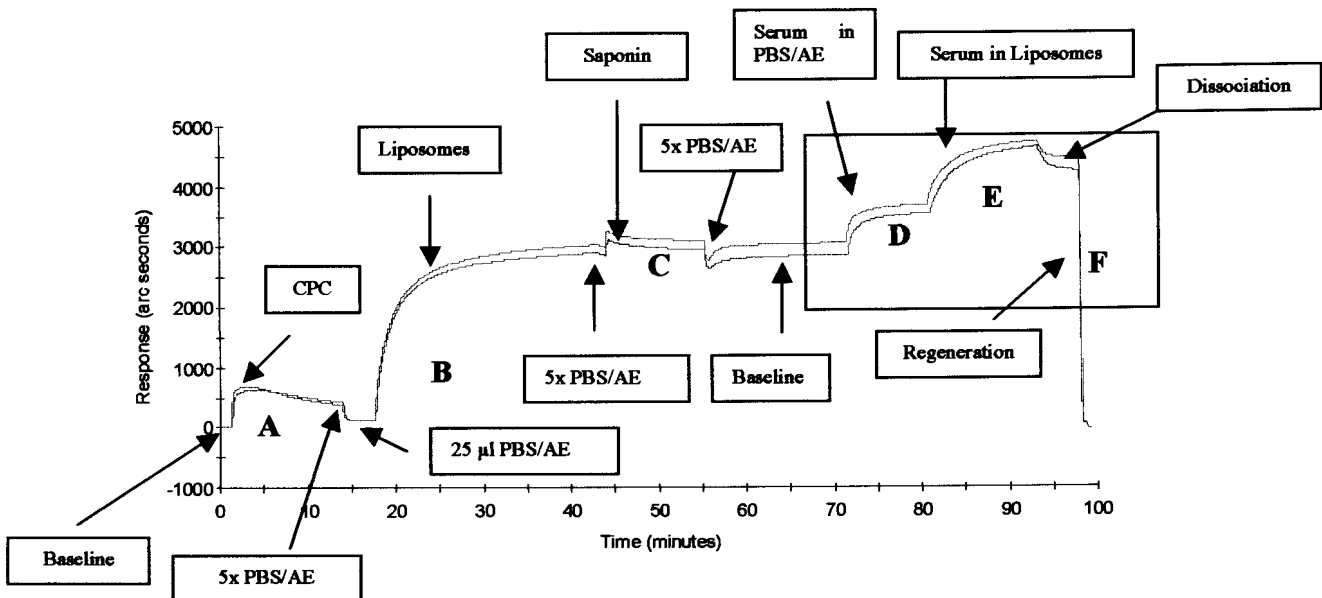 Saponin
Serum in
PBS/AE
Serum in Liposomes
Dissociation
Liposomes
5x PBS/AE
CPC
5000
4000
3000
2000
1000
0
-1000
Response (arc seconds)
A
B
C
D
E
F
5x PBS/AE
Baseline
Regeneration
25 µl PBS/AE
0
10
20
30
40
50
60
70
80
90
100
Time (minutes)
Baseline
5x PBS/AE